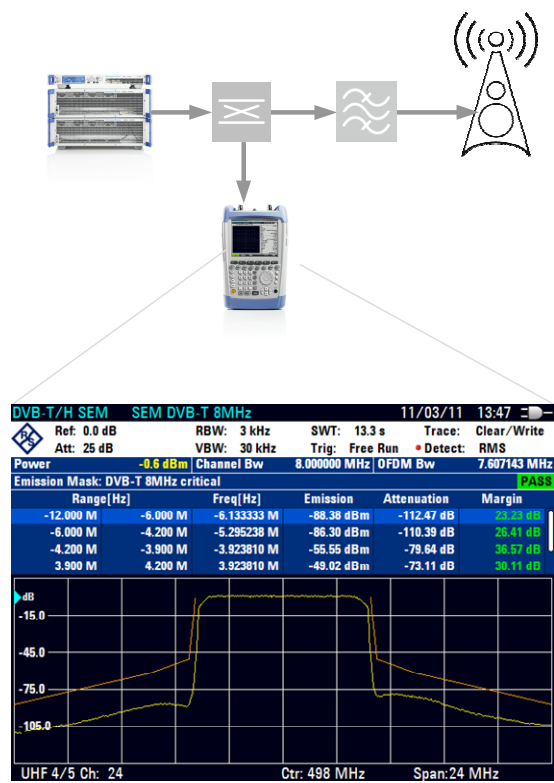 DVB-T/H SEM SEM DVB-T 8MHz 11/03/11 13:47
R&S Ref: 0.0 dB RBW: 3 kHz SWT: 13.3 s Trace: Clear/Write
Att: 25 dB VBW: 30 kHz Trig: Free Run Detect: RMS
Power -0.6 dBm Channel Bw 8.000000 MHz OFDM Bw 7.607143 MHz
Emission Mask: DVB-T 8MHz critical PASS
Range[Hz] Freq[Hz] Emission Attenuation Margin
-12.000 M -6.000 M -6.133333 M -88.38 dBm -112.47 dB 23.23 dB
-6.000 M -4.200 M -5.295238 M -86.30 dBm -110.39 dB 26.41 dB
-4.200 M -3.900 M -3.923810 M -55.55 dBm -79.64 dB 36.57 dB
3.900 M 4.200 M 3.923810 M -49.02 dBm -73.11 dB 30.11 dB
dB
-15.0
-45.0
-75.0
-105.0
UHF 4/5 Ch: 24 Ctr: 498 MHz Span:24 MHz